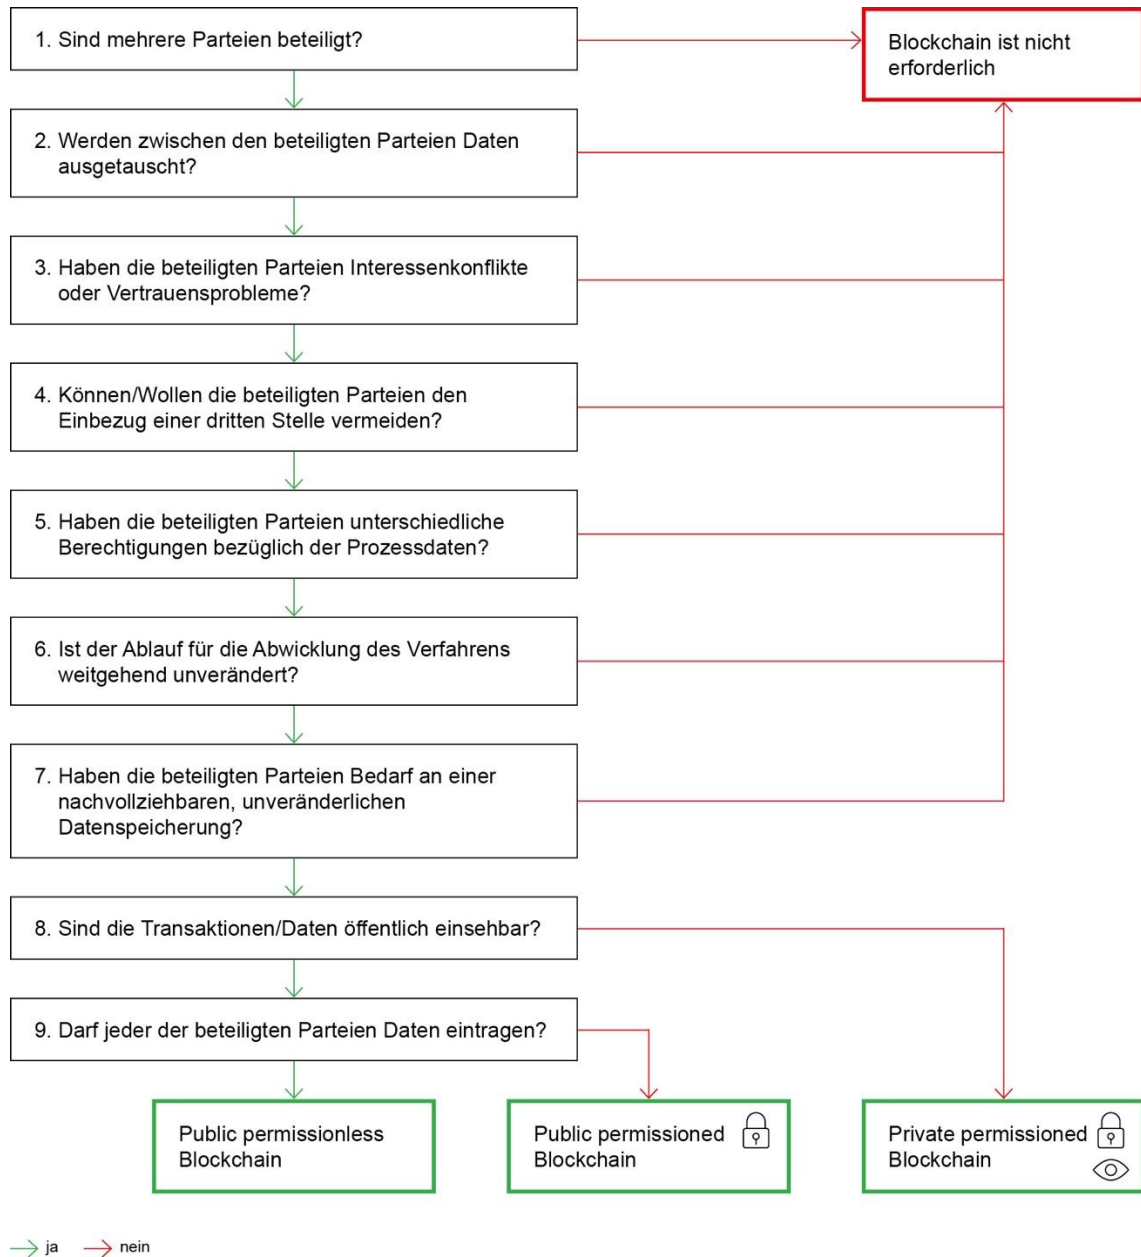 1. Sind mehrere Parteien beteiligt?
Blockchain ist nicht
erforderlich
2. Werden zwischen den beteiligten Parteien Daten
ausgetauscht?
3. Haben die beteiligten Parteien Interessenkonflikte
oder Vertrauensprobleme?
4. Können/Wollen die beteiligten Parteien den
Einbezug einer dritten Stelle vermeiden?
5. Haben die beteiligten Parteien unterschiedliche
Berechtigungen bezüglich der Prozessdaten?
6. Ist der Ablauf für die Abwicklung des Verfahrens
weitgehend unverändert?
7. Haben die beteiligten Parteien Bedarf an einer
nachvollziehbaren, unveränderlichen
Datenspeicherung?
8. Sind die Transaktionen/Daten öffentlich einsehbar?
9. Darf jeder der beteiligten Parteien Daten eintragen?
Public permissionless
Blockchain
Public permissioned
Blockchain
Private permissioned
Blockchain
ja
nein